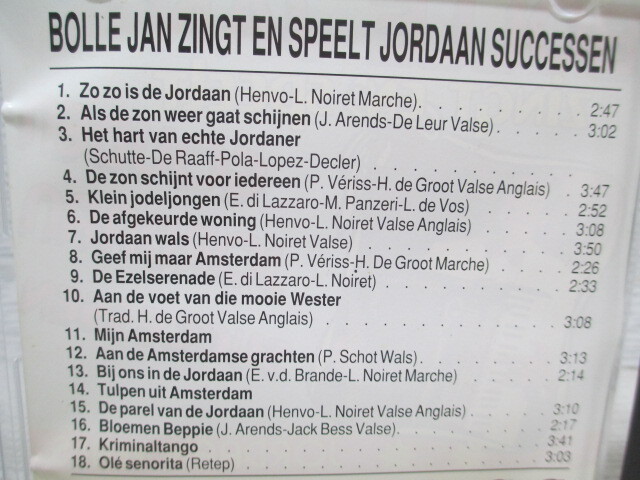 BOLLE JAN ZINGT EN SPEELT JORDAAN SUCCESSEN
1. Zo zo is de Jordaan (Henvo-L. Noiret Marche). . . . . . . . 2:47
2. Als de zon weer gaat schijnen (J. Arends-De Leur Valse). . . . . 3:02
3. Het hart van echte Jordaner
(Schutte-De Raaff-Pola-Lopez-Decler) . . . . . . . . . . 3:47
4. De zon schijnt voor iedereen (P. Vériss-H. de Groot Valse Anglais) . 2:52
5. Klein jodeljongen (E. di Lazzaro-M. Panzeri-L. de Vos) . . . . . 3:08
6. De afgekeurde woning (Henvo-L. Noiret Valse Anglais) . . . . . 3:50
7. Jordaan wals (Henvo-L. Noiret Valse) . . . . . . . . . . 2:26
8. Geef mij maar Amsterdam (P. Vériss-H. De Groot Marche) . . . . 2:33
9. De Ezelserenade (E. di Lazzaro-L. Noiret) . . . . . . . . .
10. Aan de voet van die mooie Wester
(Trad. H. de Groot Valse Anglais) . . . . . . . . . . . 3:08
11. Mijn Amsterdam
12. Aan de Amsterdamse grachten (P. Schot Wals). . . . . . . . 3:13
13. Bij ons in de Jordaan (E. v.d. Brande-L. Noiret Marche) . . . . . 2:14
14. Tulpen uit Amsterdam
15. De parel van de Jordaan (Henvo-L. Noiret Valse Anglais) . . . . 3:10
16. Bloemen Beppie (J. Arends-Jack Bess Valse). . . . . . . . 2:17
17. Kriminaltango . . . . . . . . . . . . . . . . 3:41
18. Olé senorita (Retep) . . . . . . . . . . . . . . 3:03